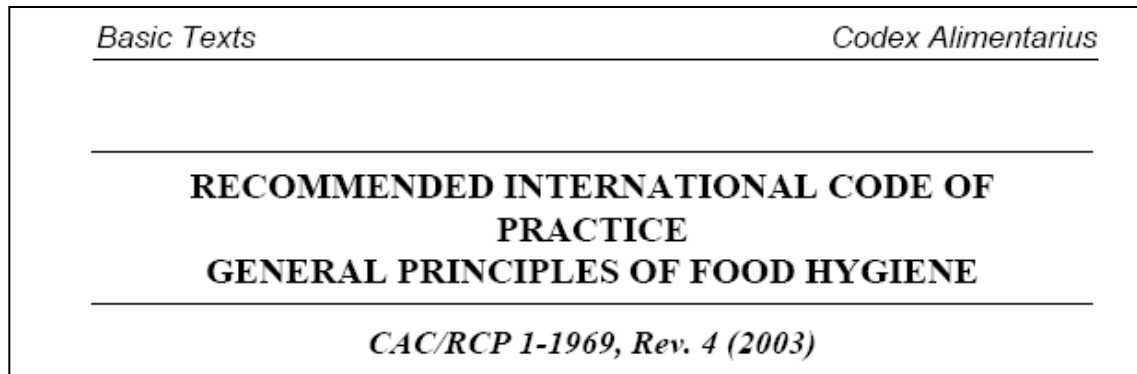 Basic Texts Codex Alimentarius
RECOMMENDED INTERNATIONAL CODE OF
PRACTICE
GENERAL PRINCIPLES OF FOOD HYGIENE
CAC/RCP 1-1969, Rev. 4 (2003)